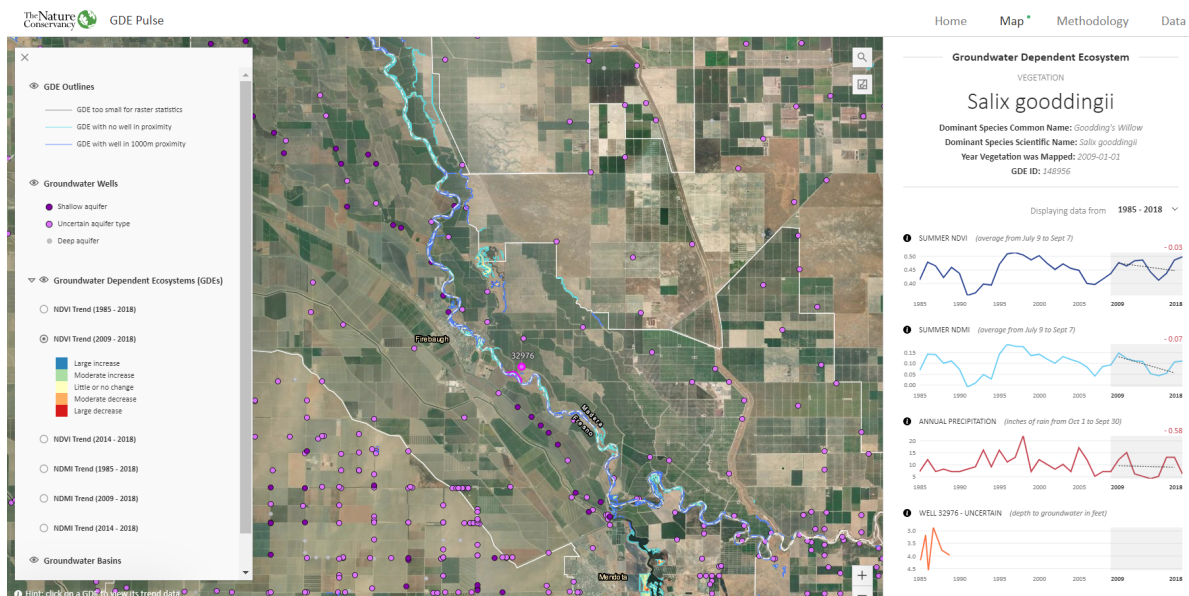 The Nature
Conservancy
GDE Pulse
Home Map Methodology Data
GDE Outlines
GDE too small for raster statistics
GDE with no well in proximity
GDE with well in 1000m proximity
Groundwater Wells
Shallow aquifer
Uncertain aquifer type
Deep aquifer
Groundwater Dependent Ecosystems (GDEs)
NDVI Trend (1985 - 2018)
NDVI Trend (2009 - 2018)
Large increase
Moderate increase
Little or no change
Moderate decrease
Large decrease
NDVI Trend (2014 - 2018)
NDMI Trend (1985 - 2018)
NDMI Trend (2009 - 2018)
NDMI Trend (2014 - 2018)
Groundwater Basins
Hint: click on a GDE to view its trend data
Firebaugh
32976
Madera
Fresno
Mendota
Groundwater Dependent Ecosystem
VEGETATION
Salix gooddingii
Dominant Species Common Name: Goodding's Willow
Dominant Species Scientific Name: Salix gooddingii
Year Vegetation was Mapped: 2009-01-01
GDE ID: 148956
Displaying data from 1985 - 2018
SUMMER NDVI (average from July 9 to Sept 7)
- 0.03
0.50
0.45
0.40
1985 1990 1995 2000 2005 2009 2018
SUMMER NDMI (average from July 9 to Sept 7)
- 0.07
0.15
0.10
0.05
0.00
1985 1990 1995 2000 2005 2009 2018
ANNUAL PRECIPITATION (inches of rain from Oct 1 to Sept 30)
- 0.58
20
15
10
5
1985 1990 1995 2000 2005 2009 2018
WELL 32976 - UNCERTAIN (depth to groundwater in feet)
3.0
3.5
4.0
4.5
1985 1990 1995 2000 2005 2009 2018